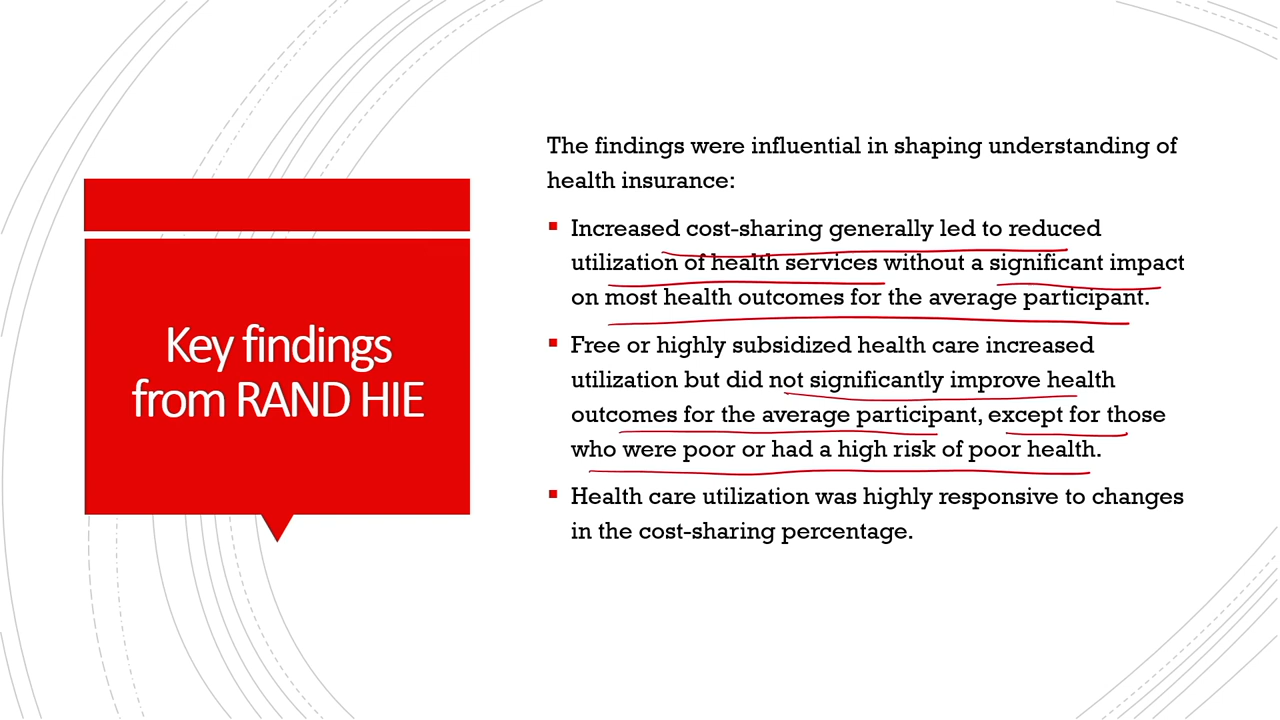 Key findings
from RAND HIE
The findings were influential in shaping understanding of
health insurance:
Increased cost-sharing generally led to reduced
utilization of health services without a significant impact
on most health outcomes for the average participant.
Free or highly subsidized health care increased
utilization but did not significantly improve health
outcomes for the average participant, except for those
who were poor or had a high risk of poor health.
Health care utilization was highly responsive to changes
in the cost-sharing percentage.